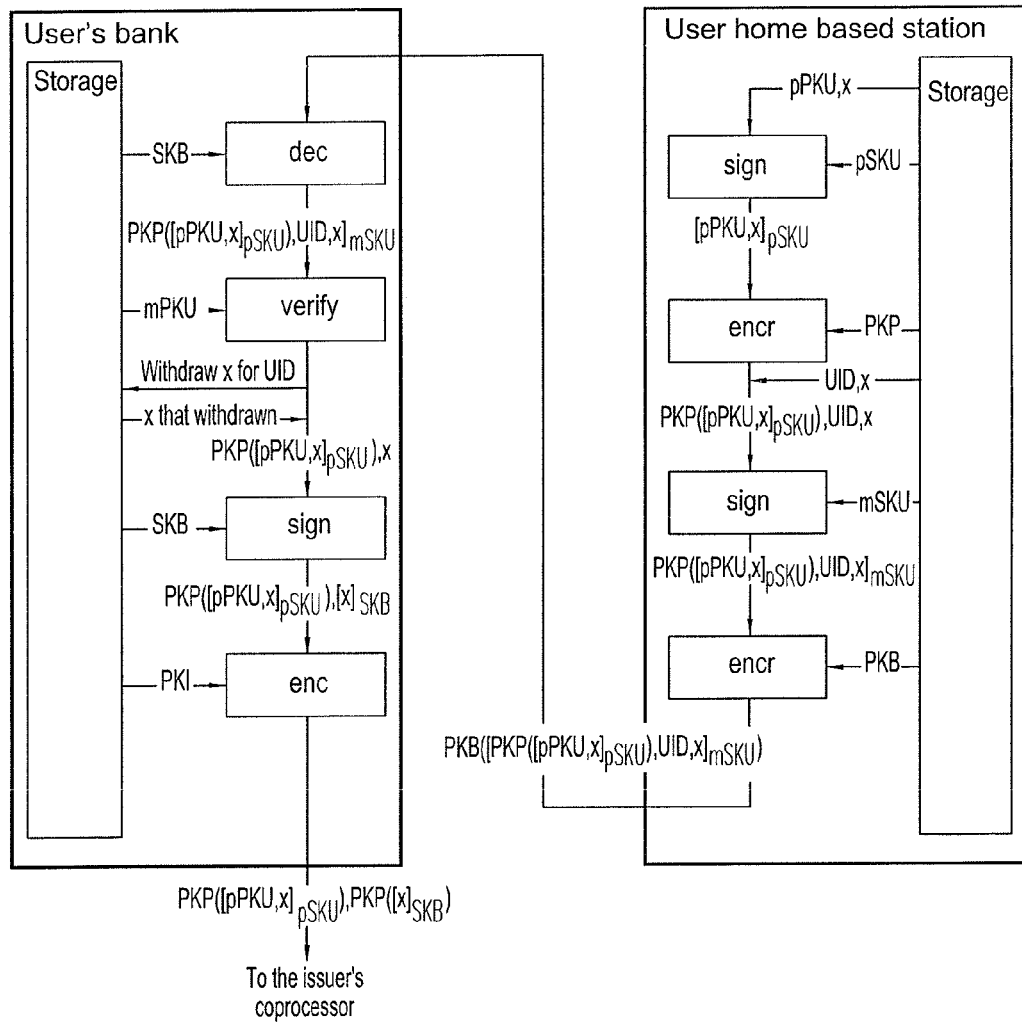 User's bank
Storage
SKB
dec
PKP([pPKU,x]pSKU),UID,x]mSKU
mPKU
verify
Withdraw x for UID
x that withdrawn
PKP([pPKU,x]pSKU),x
SKB
sign
PKP([pPKU,x]pSKU),[x]SKB
PKI
enc
PKP([pPKU,x]pSKU),PKP([x]SKB)
To the issuer's
coprocessor
User home based station
Storage
pPKU,x
sign
pSKU
[pPKU,x]pSKU
encr
PKP
UID,x
PKP([pPKU,x]pSKU),UID,x
sign
mSKU
PKP([pPKU,x]pSKU),UID,x]mSKU
encr
PKB
PKB([PKP([pPKU,x]pSKU),UID,x]mSKU)